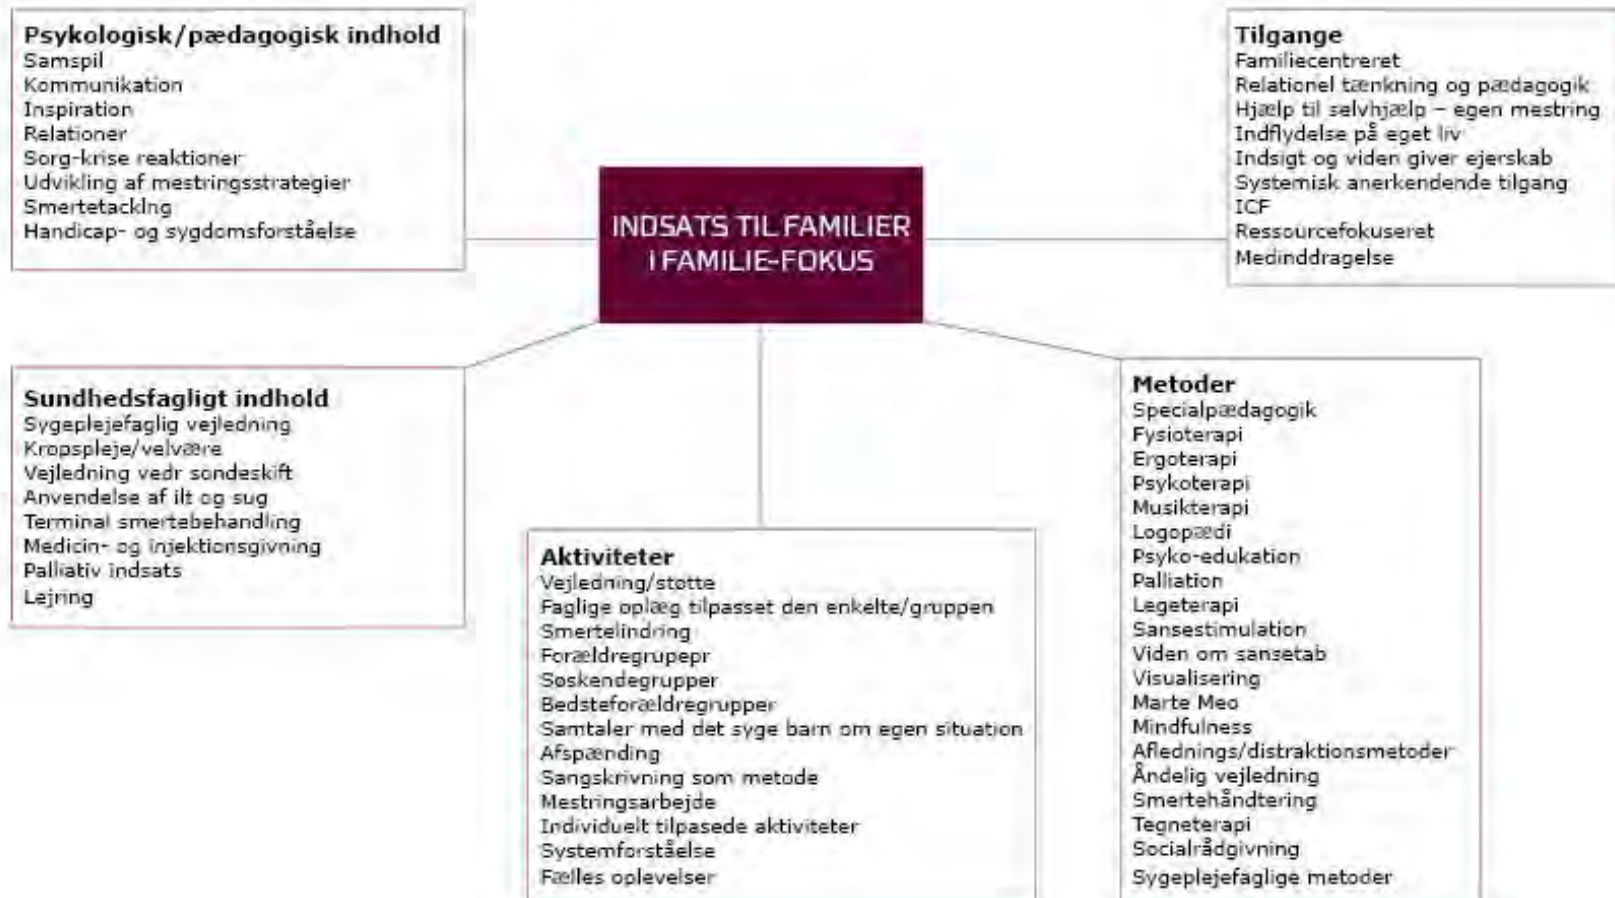 Psykologisk/pædagogisk indhold
Samspil
Kommunikation
Inspiration
Relationer
Sorg-krise reaktioner
Udvikling af mestringsstrategier
Smertetacklng
Handicap- og sygdomsforståelse
Tilgange
Familiecentreret
Relationel tænkning og pædagogik
Hjælp til selvhjælp – egen mestring
Indflydelse på eget liv
Indsigt og viden giver ejerskab
Systemisk anerkendende tilgang
ICF
Ressourcefokuseret
Medinddragelse
INDSATS TIL FAMILIER
I FAMILIE-FOKUS
Sundhedsfagligt indhold
Sygeplejefaglig vejledning
Kropspleje/velvære
Vejledning vedr sondeskift
Anvendelse af ilt og sug
Terminal smertebehandling
Medicin- og injektionsgivning
Palliativ indsats
Lejring
Aktiviteter
Vejledning/støtte
Faglige oplæg tilpasset den enkelte/gruppen
Smertelindring
Forældregrupepr
Søskendegrupper
Bedsteforældregrupper
Samtaler med det syge barn om egen situation
Afspænding
Sangskrivning som metode
Mestringsarbejde
Individuelt tilpasede aktiviteter
Systemforståelse
Fælles oplevelser
Metoder
Specialpædagogik
Fysioterapi
Ergoterapi
Psykoterapi
Musikterapi
Logopædi
Psyko-edukation
Palliation
Legeterapi
Sansestimulation
Viden om sansetab
Visualisering
Marte Meo
Mindfulness
Aflednings/distraktionsmetoder
Åndelig vejledning
Smertehåndtering
Tegneterapi
Socialrådgivning
Sygeplejefaglige metoder